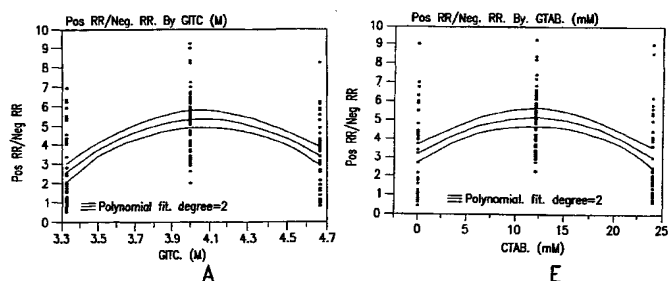 Pos RR/Neg. RR. By GITC (M)
Pos RR/Neg RR
10
9
8
7
6
5
4
3
2
1
0
Polynomial fit. degree=2
3.3 3.5 3.7 3.9 4.1 4.3 4.5 4.7
GITC. (M)
A
Pos RR/Neg. RR. By. GTAB. (mM)
Pos RR/Neg RR
10
9
8
7
6
5
4
3
2
1
0
Polynomial. fit. degree=2
0 5 10 15 20 25
CTAB. (mM)
E